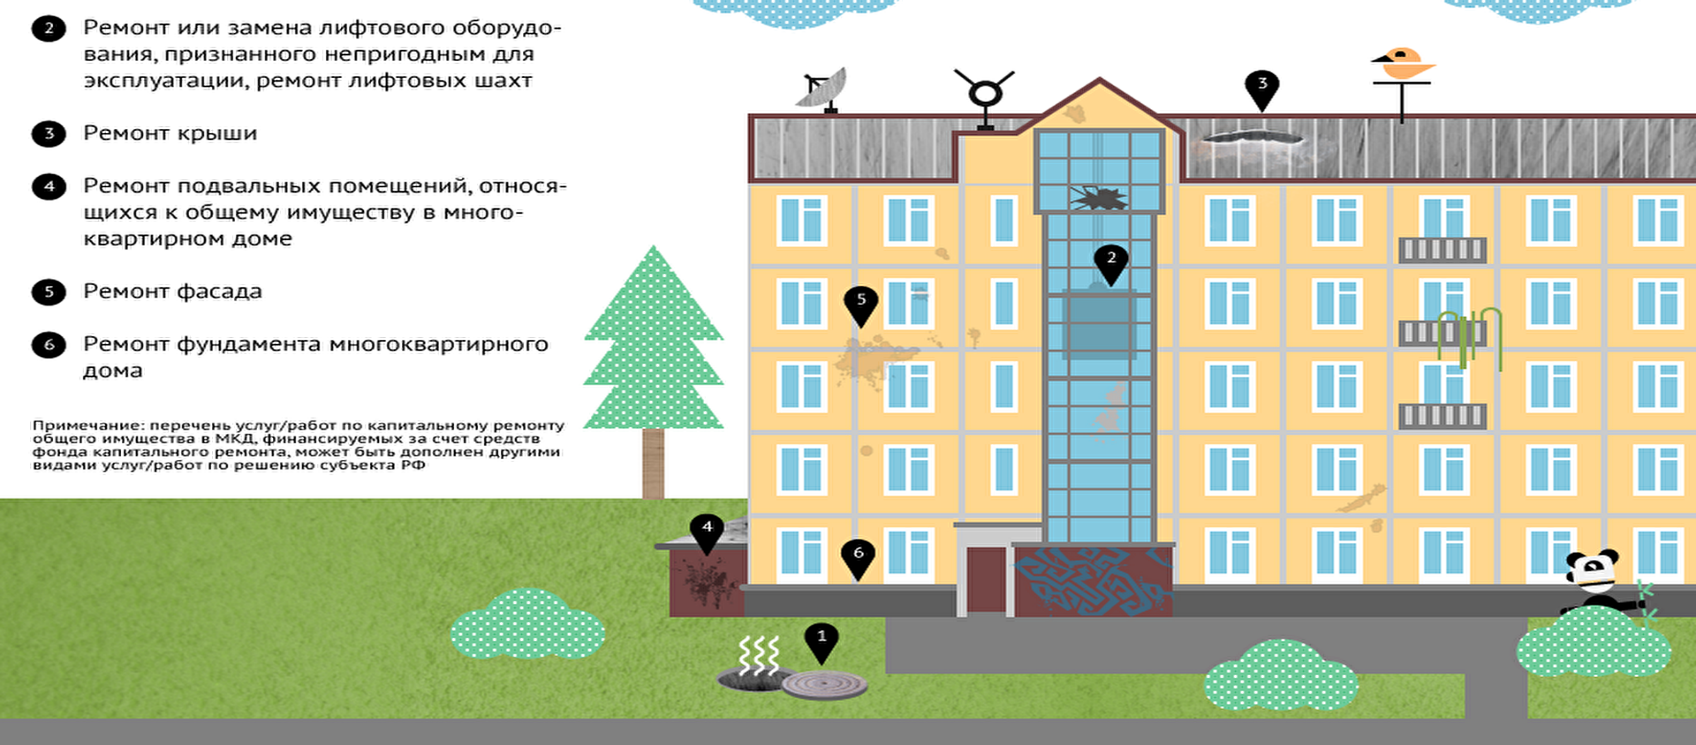 2 Ремонт или замена лифтового оборудо-
вания, признанного непригодным для
эксплуатации, ремонт лифтовых шахт
3 Ремонт крыши
4 Ремонт подвальных помещений, относя-
щихся к общему имуществу в много-
квартирном доме
5 Ремонт фасада
6 Ремонт фундамента многоквартирного
дома
Примечание: перечень услуг/работ по капитальному ремонту
общего имущества в МКД, финансируемых за счет средств
фонда капитального ремонта, может быть дополнен другими
видами услуг/работ по решению субъекта РФ
3
2
5
4
6
1